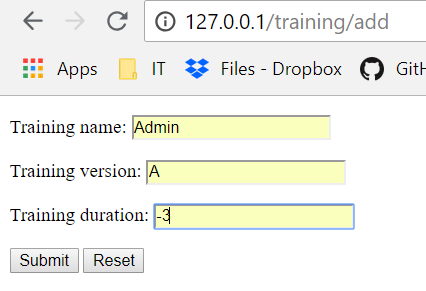 127.0.0.1/training/add
Apps IT Files - Dropbox GitH
Training name: Admin
Training version: A
Training duration: -3
Submit Reset